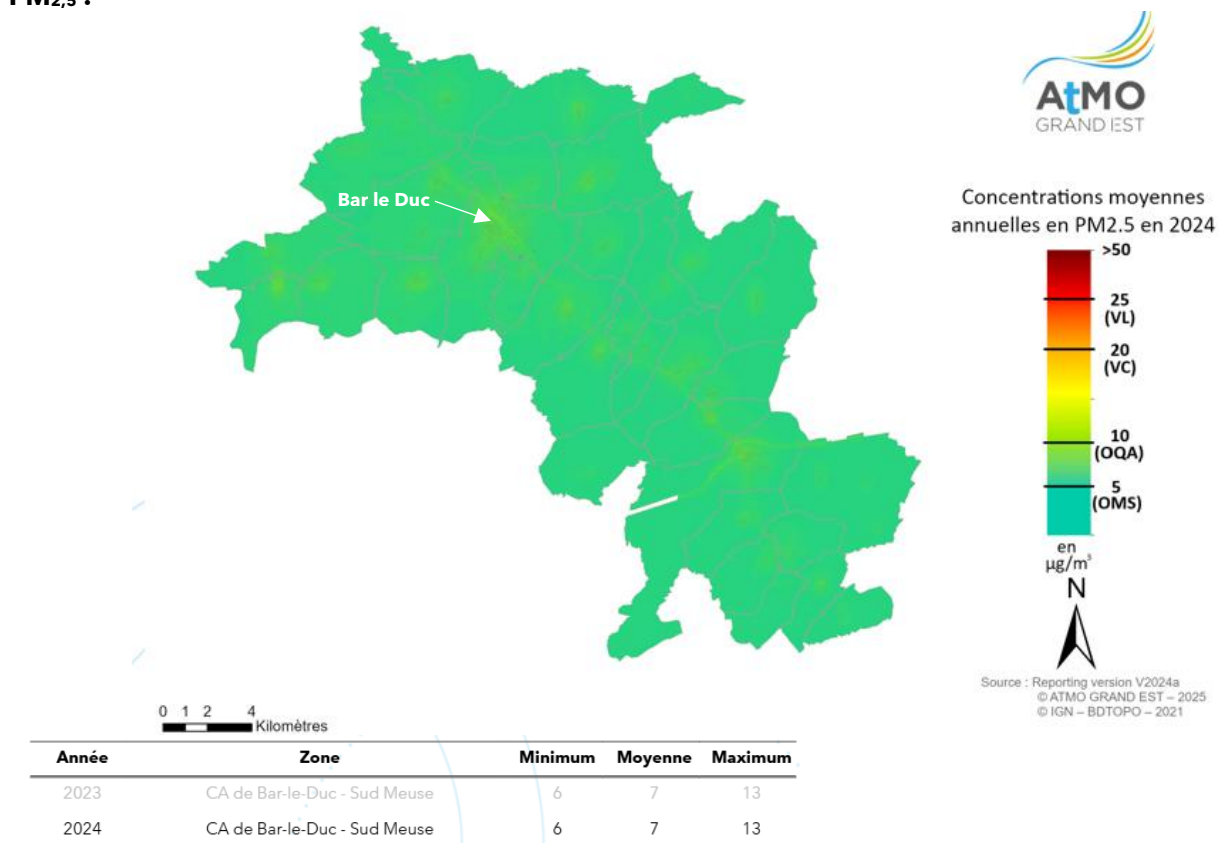 PM2,5 :
AtMO
GRAND EST
Bar le Duc
Concentrations moyennes
annuelles en PM2.5 en 2024
>50
25
(VL)
20
(VC)
10
(OQA)
5
(OMS)
en
µg/m³
N
Source : Reporting version V2024a
© ATMO GRAND EST – 2025
© IGN – BDTOPO – 2021
0 1 2 4
Kilomètres
Année Zone Minimum Moyenne Maximum
2023 CA de Bar-le-Duc - Sud Meuse 6 7 13
2024 CA de Bar-le-Duc - Sud Meuse 6 7 13